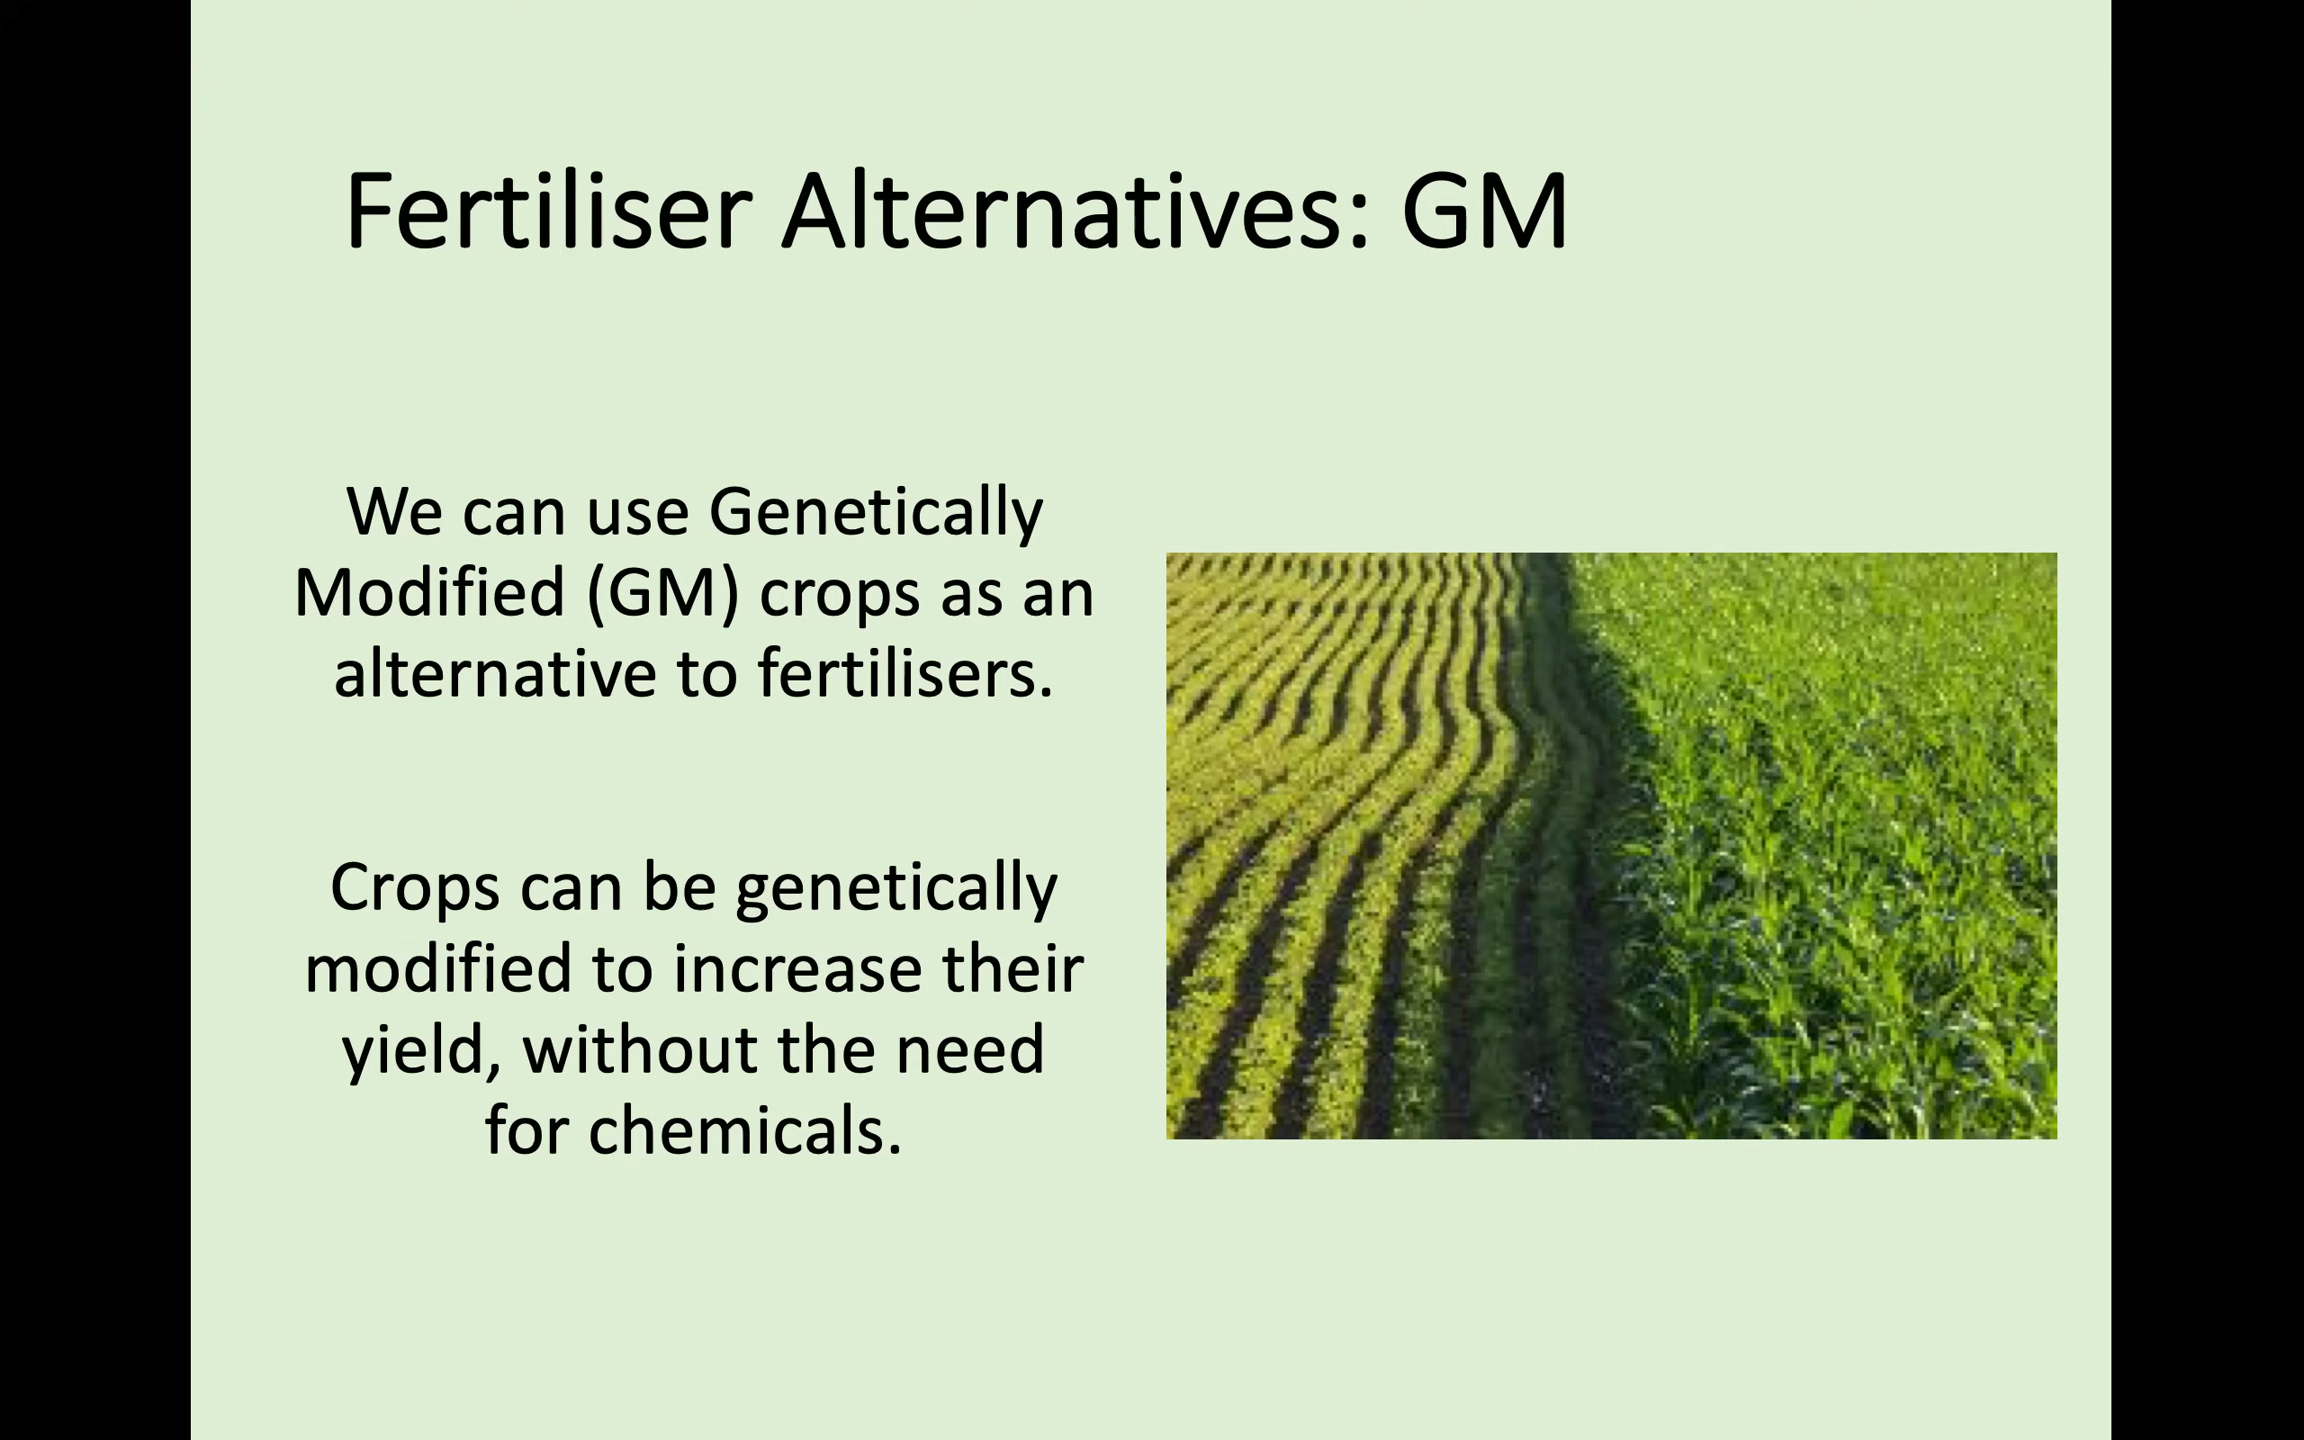 Fertiliser Alternatives: GM
We can use Genetically
Modified (GM) crops as an
alternative to fertilisers.
Crops can be genetically
modified to increase their
yield, without the need
for chemicals.